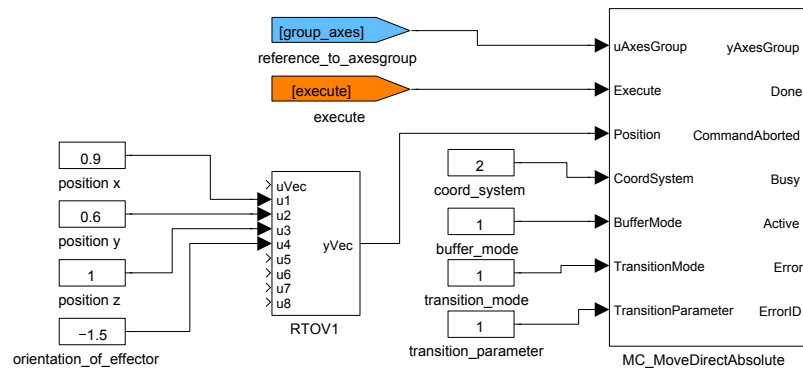 [group_axes]
reference_to_axesgroup
[execute]
execute
0.9
position x
0.6
position y
1
position z
−1.5
orientation_of_effector
uVec
u1
u2
u3
u4
u5
u6
u7
u8
yVec
RTOV1
2
coord_system
1
buffer_mode
1
transition_mode
1
transition_parameter
uAxesGroup yAxesGroup
Execute Done
Position CommandAborted
CoordSystem Busy
BufferMode Active
TransitionMode Error
TransitionParameter ErrorID
MC_MoveDirectAbsolute